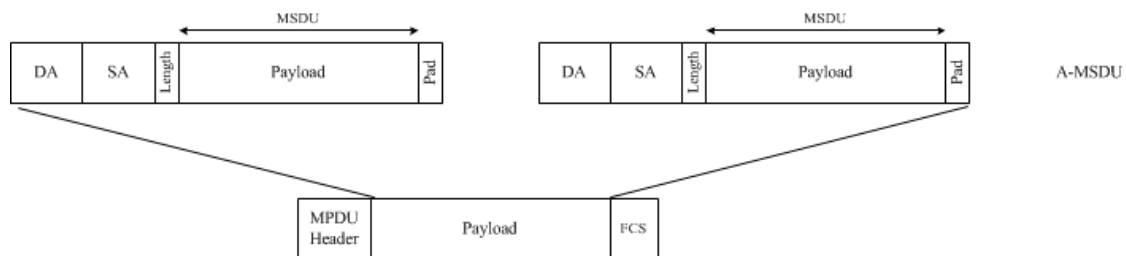 MSDU
MSDU
DA SA Length Payload Pad DA SA Length Payload Pad A-MSDU
MPDU
Header
Payload
FCS